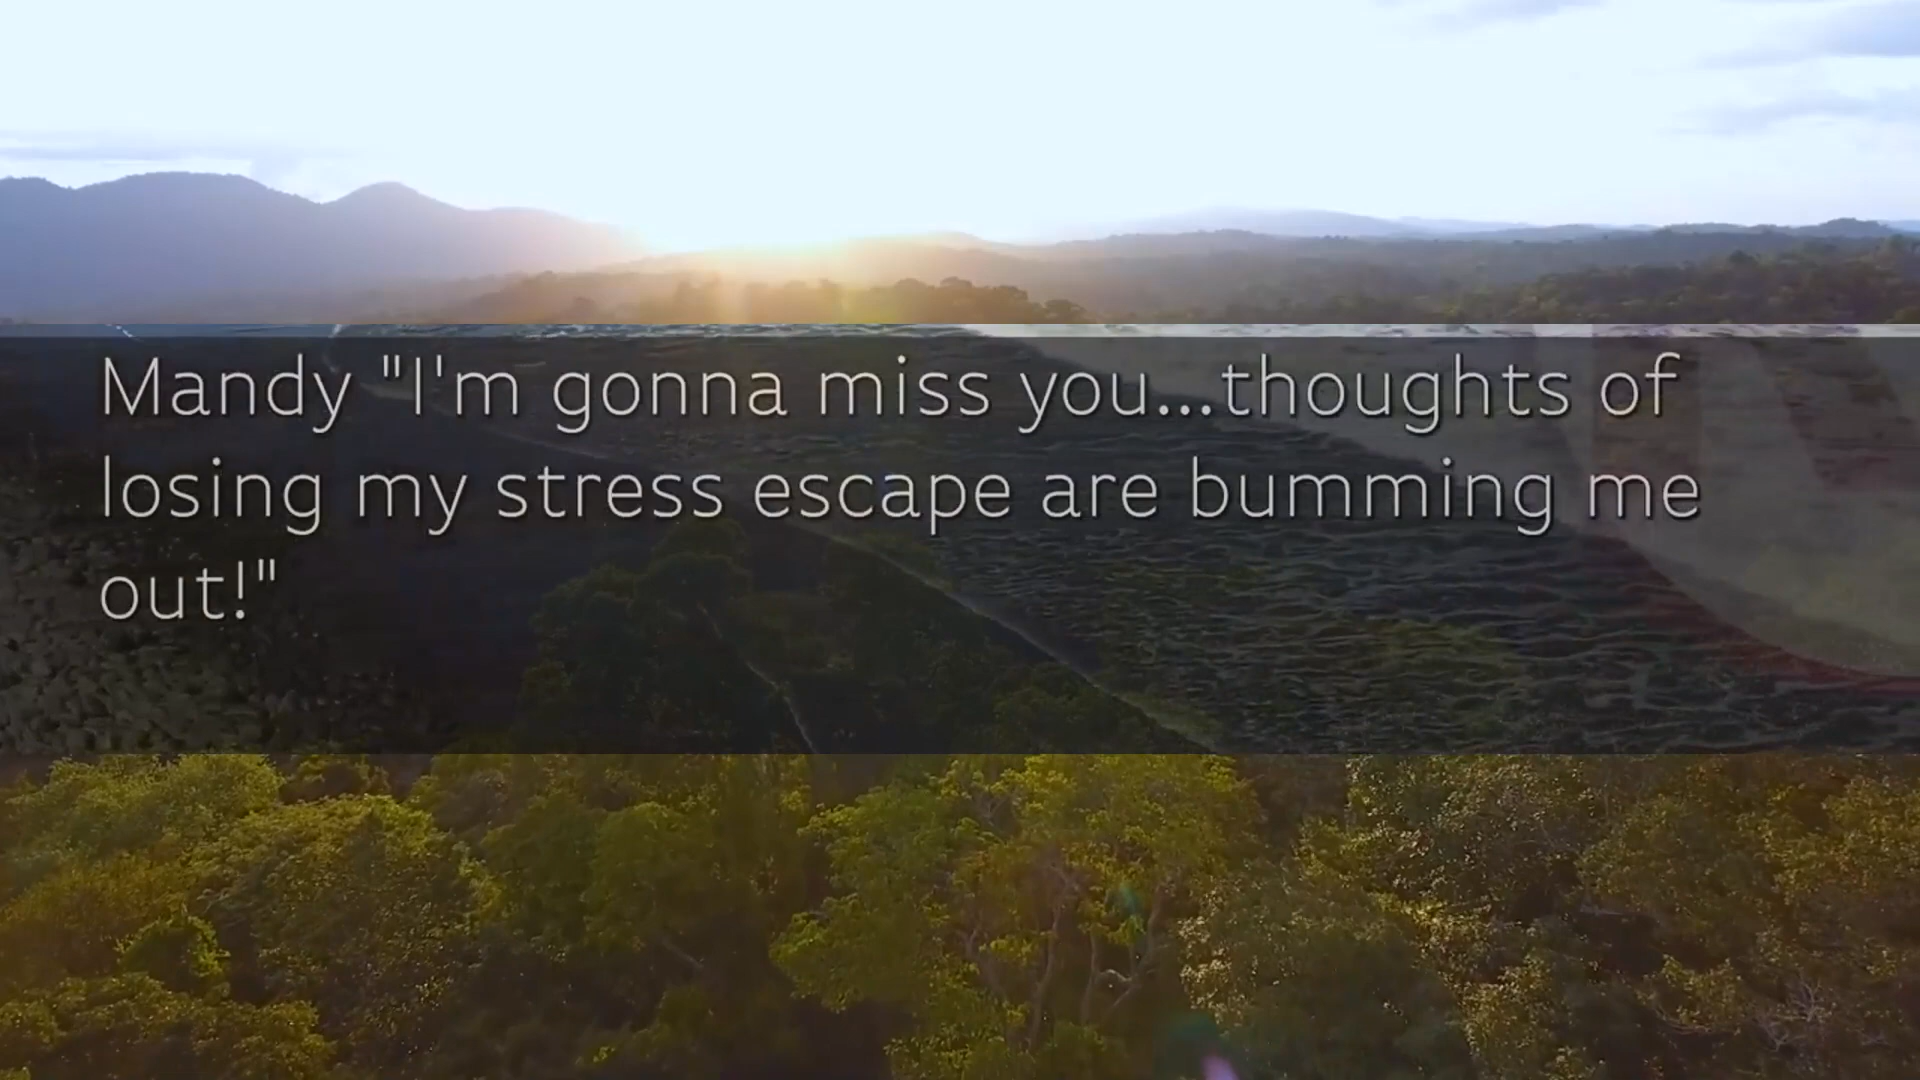 Mandy "I'm gonna miss you...thoughts of
losing my stress escape are bumming me
out!"